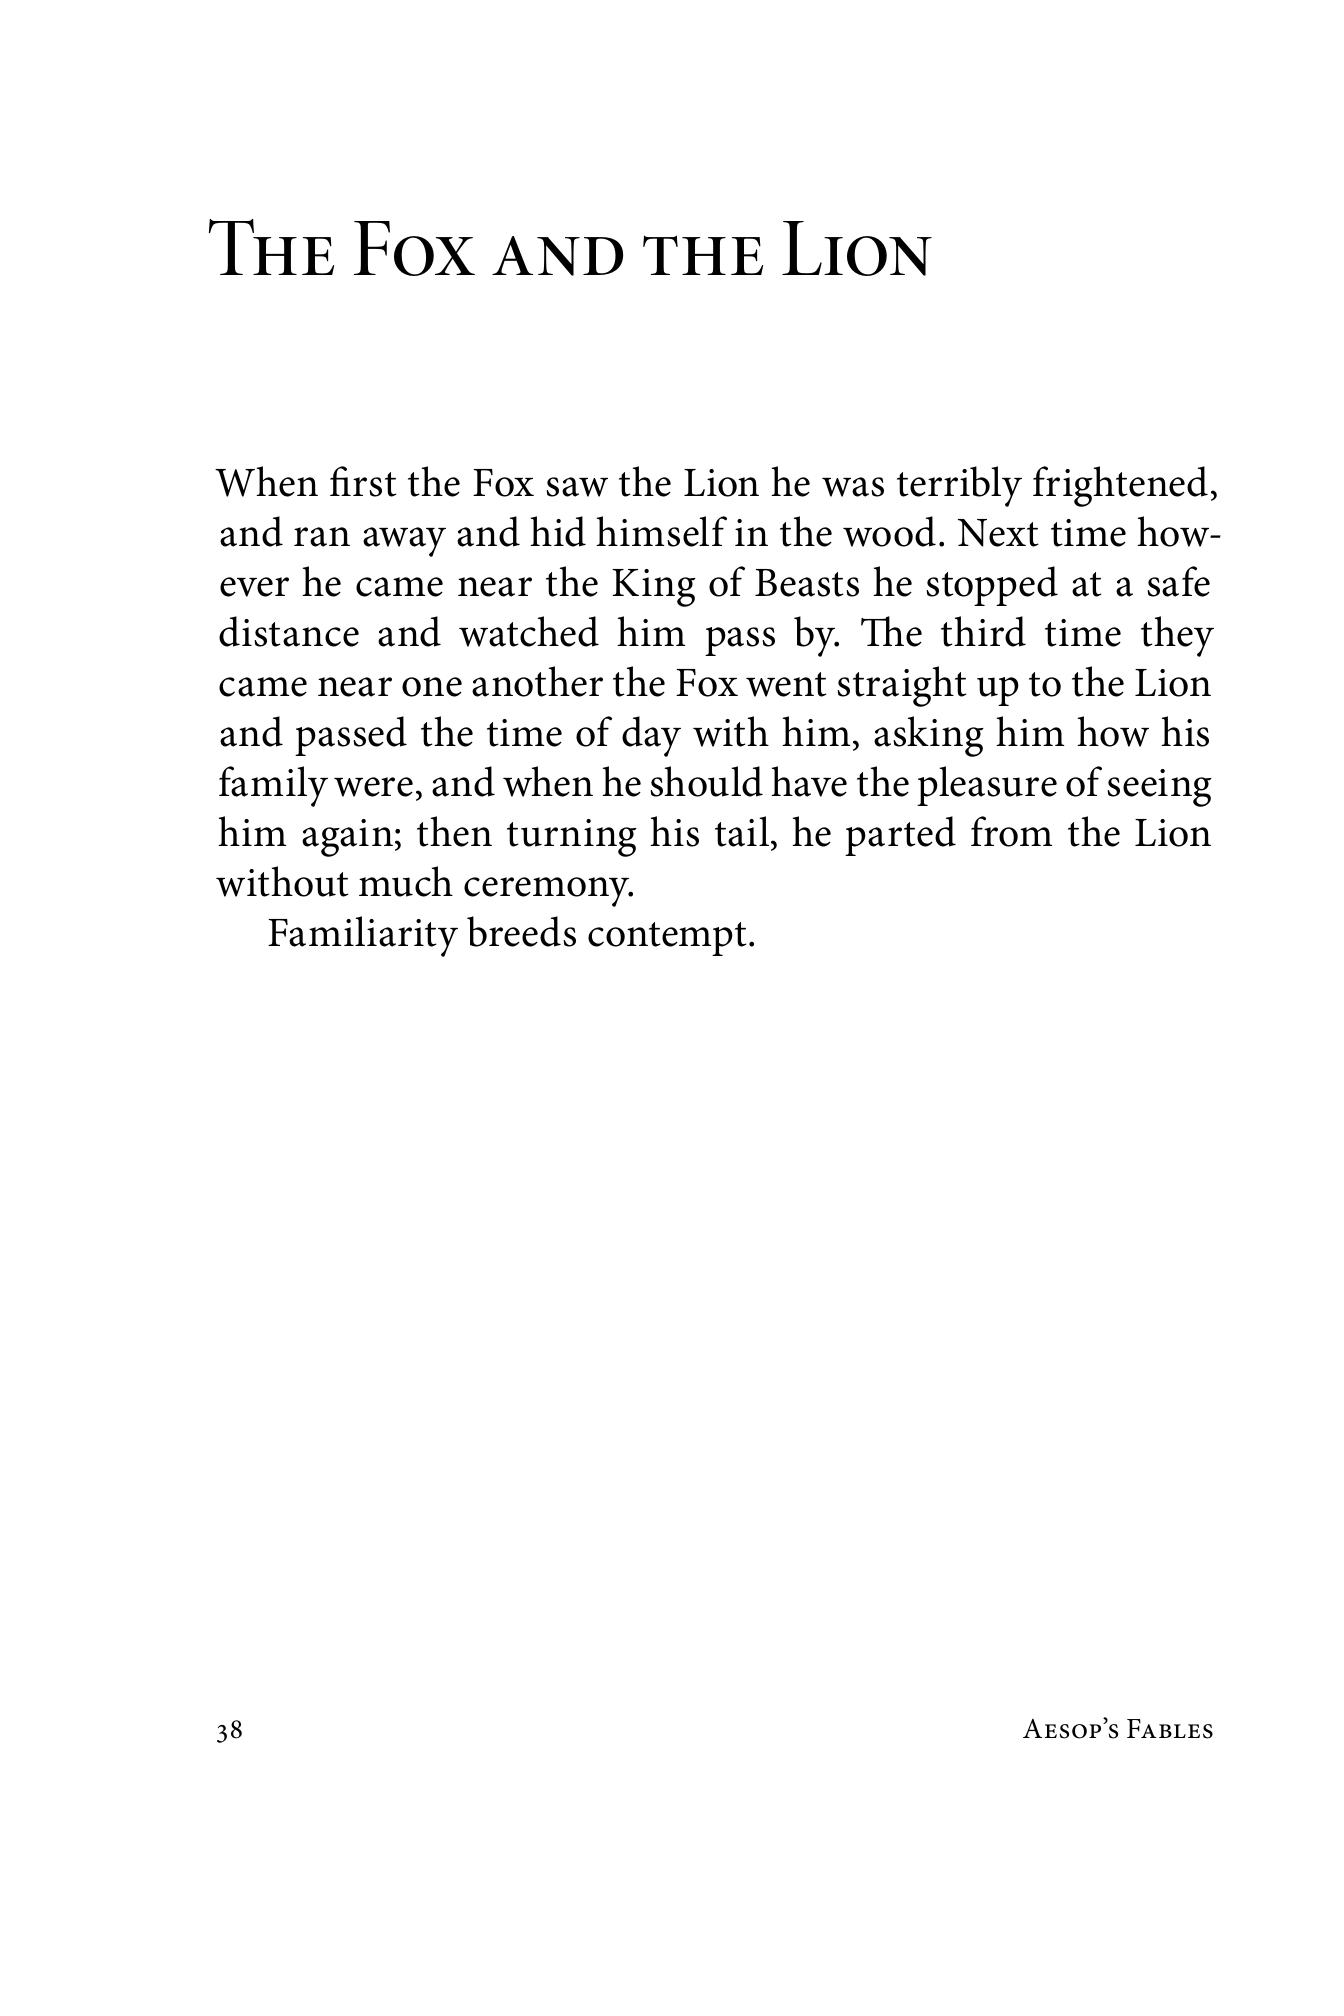 The Fox and the Lion
When first the Fox saw the Lion he was terribly frightened,
and ran away and hid himself in the wood. Next time how-
ever he came near the King of Beasts he stopped at a safe
distance and watched him pass by. The third time they
came near one another the Fox went straight up to the Lion
and passed the time of day with him, asking him how his
family were, and when he should have the pleasure of seeing
him again; then turning his tail, he parted from the Lion
without much ceremony.
Familiarity breeds contempt.
38 Aesop’s Fables